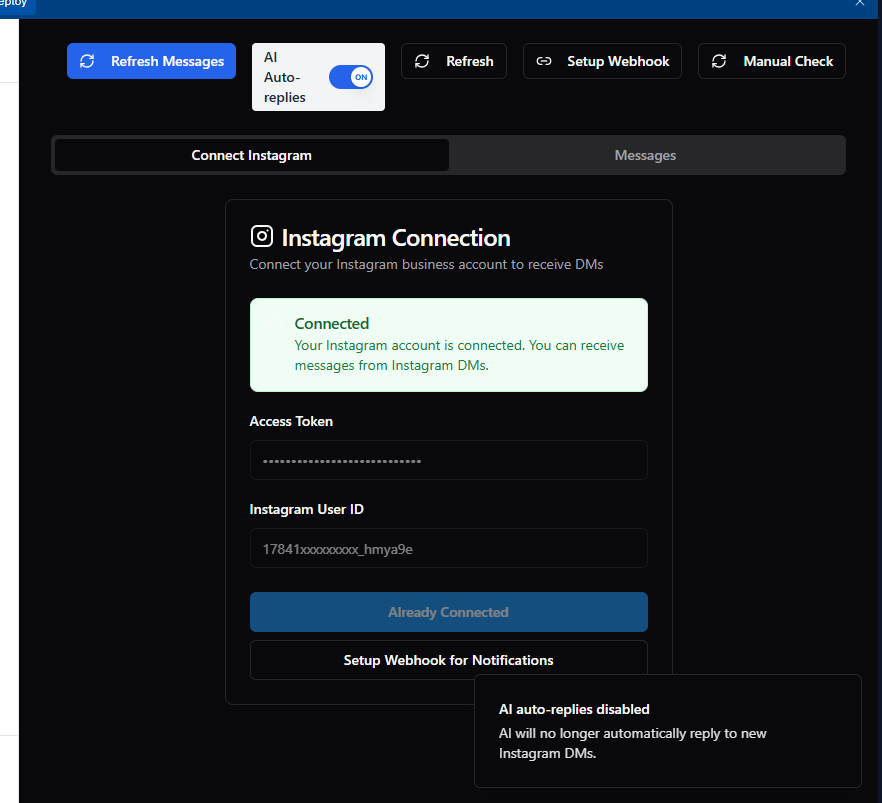 eploy
Refresh Messages
AI
Auto-
replies
ON
Refresh
Setup Webhook
Manual Check
Connect Instagram
Messages
Instagram Connection
Connect your Instagram business account to receive DMs
Connected
Your Instagram account is connected. You can receive
messages from Instagram DMs.
Access Token
••••••••••••••••••••••••••••
Instagram User ID
17841xxxxxxxxx_hmya9e
Already Connected
Setup Webhook for Notifications
AI auto-replies disabled
AI will no longer automatically reply to new
Instagram DMs.